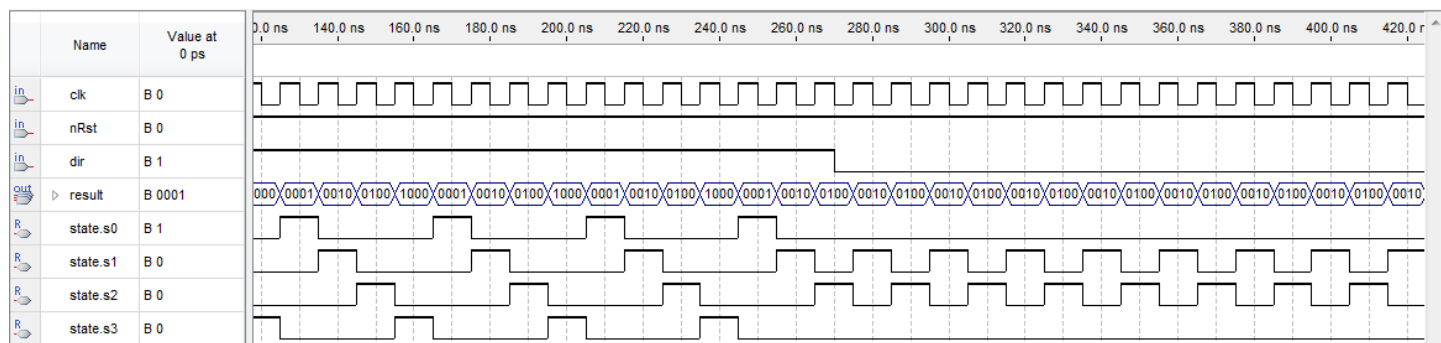 Name
Value at
0 ps
0.0 ns 140.0 ns 160.0 ns 180.0 ns 200.0 ns 220.0 ns 240.0 ns 260.0 ns 280.0 ns 300.0 ns 320.0 ns 340.0 ns 360.0 ns 380.0 ns 400.0 ns 420.0 n
in clk B 0
in nRst B 0
in dir B 1
out result B 0001 000 0001 0010 0100 1000 0001 0010 0100 1000 0001 0010 0100 1000 0001 0010 0100 0010 0100 0010 0100 0010 0100 0010 0100 0010 0100 0010 0100 0010 0100 0010
R state.s0 B 1
R state.s1 B 0
R state.s2 B 0
R state.s3 B 0